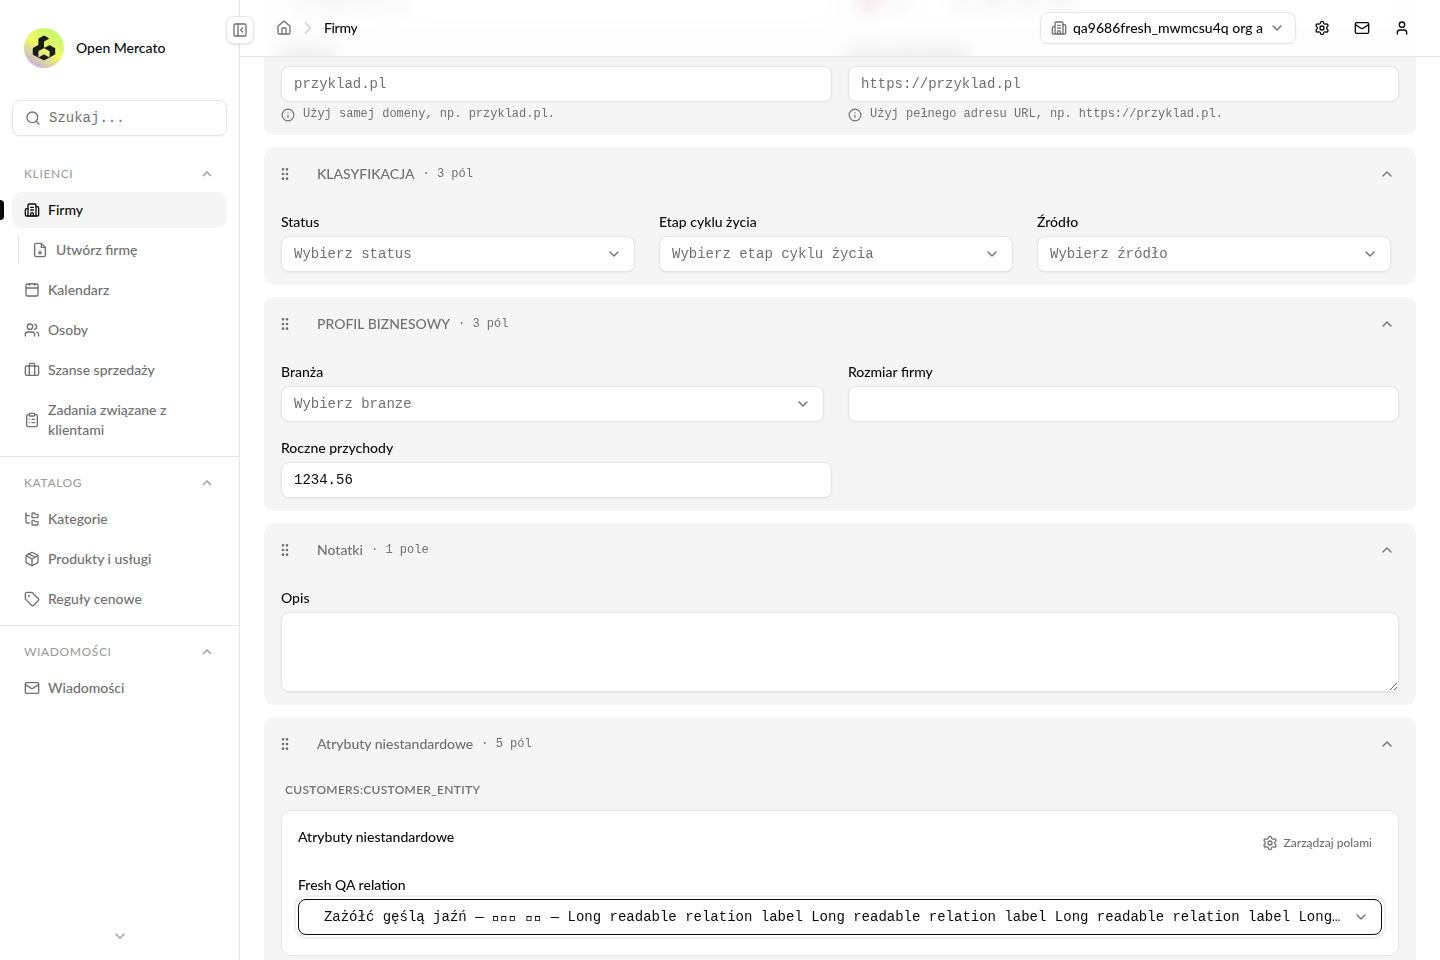 Open Mercato
Szukaj...
KLIENCI
Firmy
Utwórz firmę
Kalendarz
Osoby
Szanse sprzedaży
Zadania związane z
klientami
KATALOG
Kategorie
Produkty i usługi
Reguły cenowe
WIADOMOŚCI
Wiadomości
Firmy
qa9686fresh_mwmcsu4q org a
przyklad.pl
https://przyklad.pl
Użyj samej domeny, np. przyklad.pl.
Użyj pełnego adresu URL, np. https://przyklad.pl.
KLASYFIKACJA · 3 pól
Status
Etap cyklu życia
Źródło
Wybierz status
Wybierz etap cyklu życia
Wybierz źródło
PROFIL BIZNESOWY · 3 pól
Branża
Rozmiar firmy
Wybierz branze
Roczne przychody
1234.56
Notatki · 1 pole
Opis
Atrybuty niestandardowe · 5 pól
CUSTOMERS:CUSTOMER_ENTITY
Atrybuty niestandardowe
Zarządzaj polami
Fresh QA relation
Zażółć gęślą jaźń — — Long readable relation label Long readable relation label Long readable relation label Long…